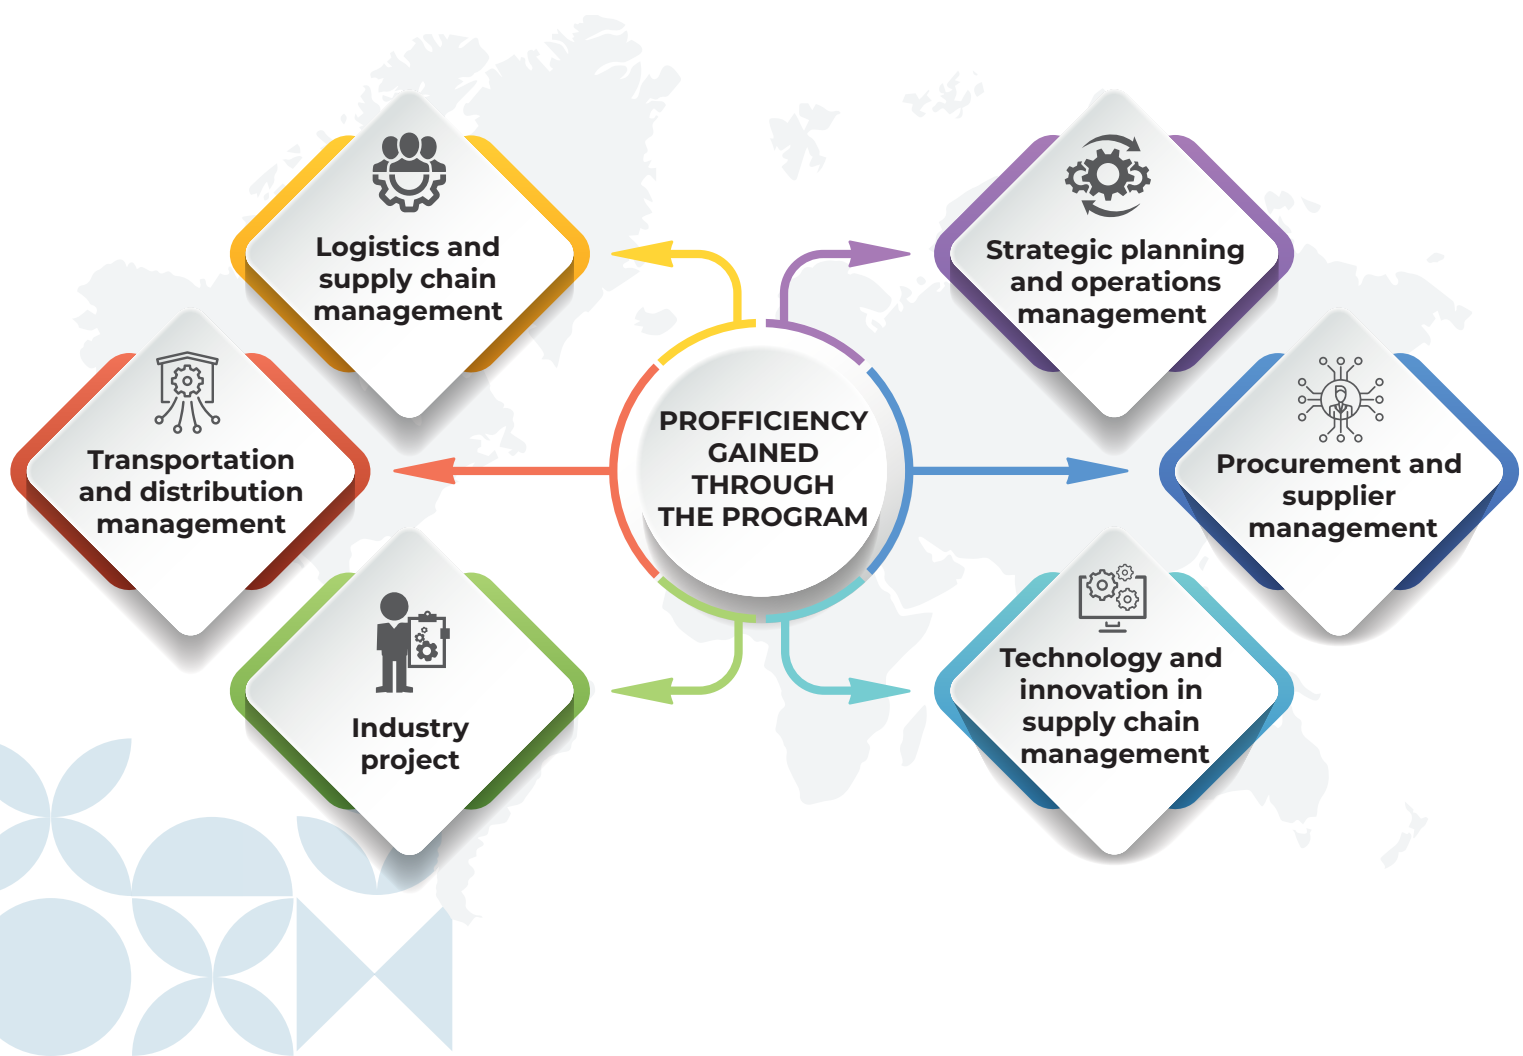 Logistics and
supply chain
management
Strategic planning
and operations
management
Transportation
and distribution
management
PROFFICIENCY
GAINED
THROUGH
THE PROGRAM
Procurement and
supplier
management
Industry
project
Technology and
innovation in
supply chain
management